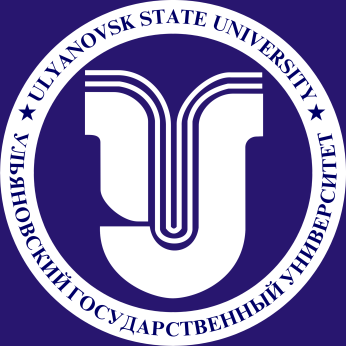 ULYANOVSK STATE UNIVERSITY
УЛЬЯНОВСКИЙ ГОСУДАРСТВЕННЫЙ УНИВЕРСИТЕТ